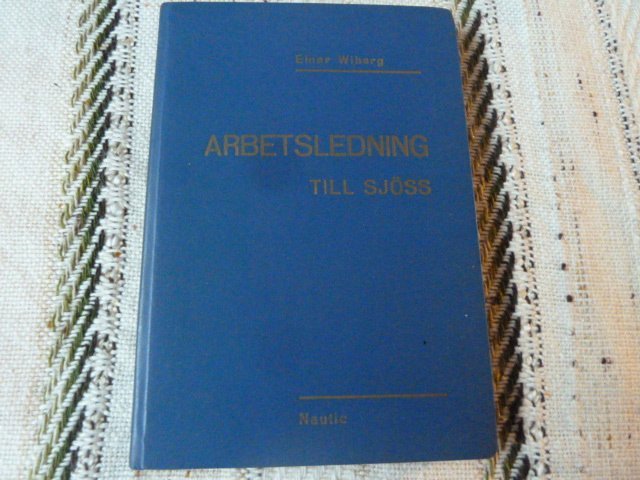 Einar Wiberg
ARBETSLEDNING
TILL SJÖSS
Nautic